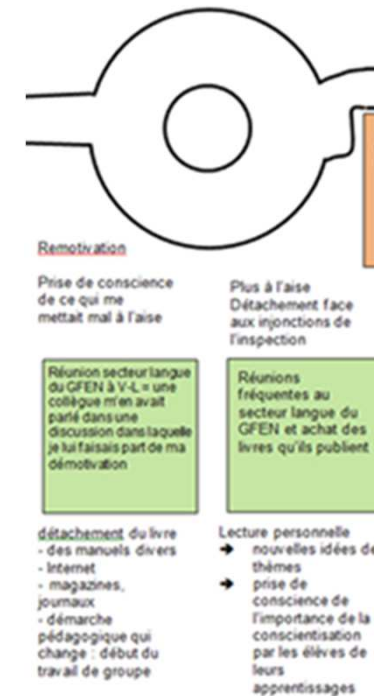 Remotivation
Prise de conscience
de ce qui me
mettait mal à l'aise
Plus à l'aise
Détachement face
aux injonctions de
l'inspection
Réunion secteur langue
du GFEN à V-L = une
collègue m'en avait
parlé dans une
discussion dans laquelle
je lui faisais part de ma
démotivation
Réunions
fréquentes au
secteur langue du
GFEN et achat des
livres qu'ils publient
détachement du livre
- des manuels divers
- Internet
- magazines,
journaux
- démarche
pédagogique qui
change : début du
travail de groupe
Lecture personnelle
➔ nouvelles idées de
thèmes
➔ prise de
conscience de
l'importance de la
conscientisation
par les élèves de
leurs
apprentissages